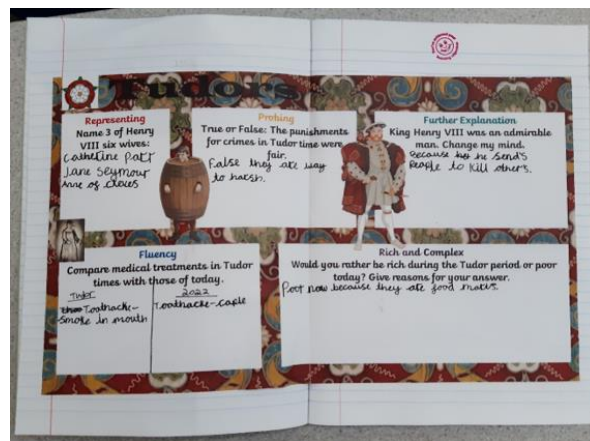 Tudors
Representing
Name 3 of Henry
VIII six wives:
Catherine Parr
Jane Seymour
Anne of cleves
Probing
True or False: The punishments
for crimes in Tudor time were
fair.
False they are way
to harsh.
Further Explanation
King Henry VIII was an admirable
man. Change my mind.
Because he send's
People to kill other's.
Fluency
Compare medical treatments in Tudor
times with those of today.
Tudor
Toothache-
Smoke in mouth
2022
Toothache-
Rich and Complex
Would you rather be rich during the Tudor period or poor
today? Give reasons for your answer.
Poor now because they are food